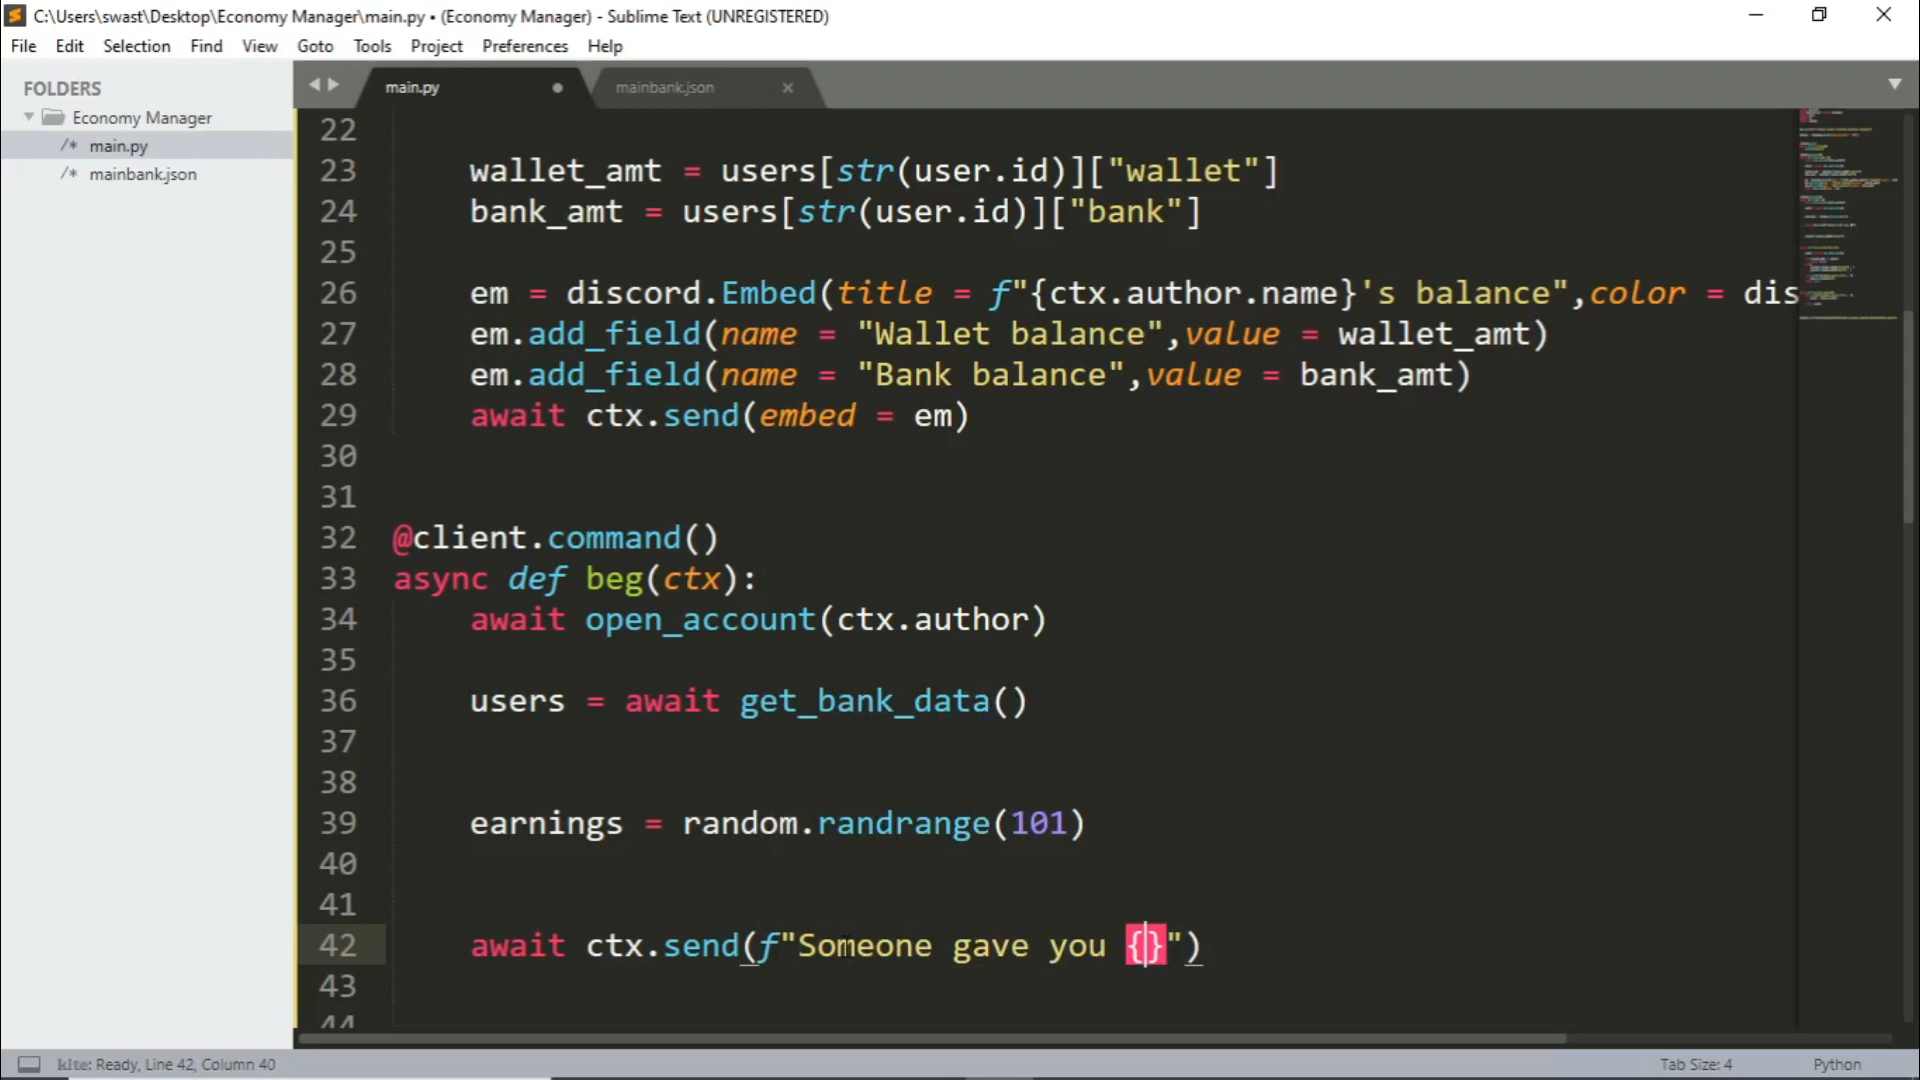 C:\Users\swast\Desktop\Economy Manager\main.py • (Economy Manager) - Sublime Text (UNREGISTERED)
File Edit Selection Find View Goto Tools Project Preferences Help
FOLDERS
Economy Manager
/* main.py
/* mainbank.json
main.py
mainbank.json
22
23 wallet_amt = users[str(user.id)]["wallet"]
24 bank_amt = users[str(user.id)]["bank"]
25
26 em = discord.Embed(title = f"{ctx.author.name}'s balance",color = dis
27 em.add_field(name = "Wallet balance",value = wallet_amt)
28 em.add_field(name = "Bank balance",value = bank_amt)
29 await ctx.send(embed = em)
30
31
32 @client.command()
33 async def beg(ctx):
34 await open_account(ctx.author)
35
36 users = await get_bank_data()
37
38
39 earnings = random.randrange(101)
40
41
42 await ctx.send(f"Someone gave you {}")
43
44
kite: Ready, Line 42, Column 40
Tab Size: 4
Python